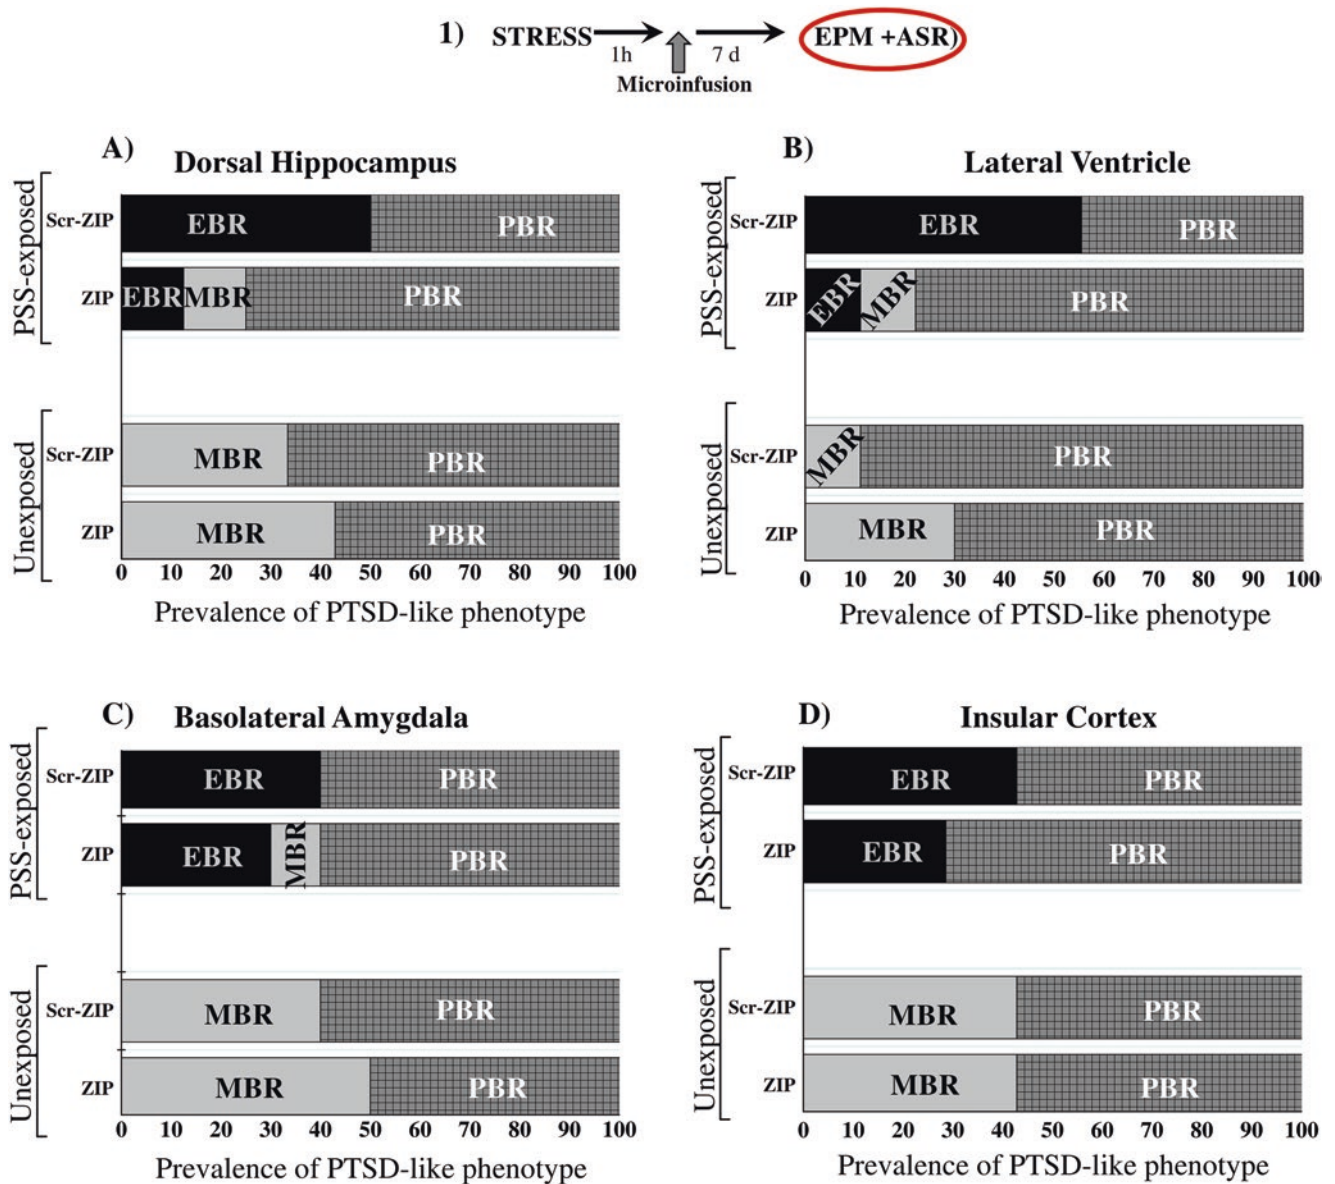 1) STRESS 1h 7 d EPM +ASR)
Microinfusion
A) Dorsal Hippocampus
PSS-exposed
Scr-ZIP EBR PBR
ZIP EBR MBR PBR
Unexposed
Scr-ZIP MBR PBR
ZIP MBR PBR
0 10 20 30 40 50 60 70 80 90 100
Prevalence of PTSD-like phenotype
B) Lateral Ventricle
PSS-exposed
Scr-ZIP EBR PBR
ZIP EBR MBR PBR
Unexposed
Scr-ZIP MBR PBR
ZIP MBR PBR
0 10 20 30 40 50 60 70 80 90 100
Prevalence of PTSD-like phenotype
C) Basolateral Amygdala
PSS-exposed
Scr-ZIP EBR PBR
ZIP EBR MBR PBR
Unexposed
Scr-ZIP MBR PBR
ZIP MBR PBR
0 10 20 30 40 50 60 70 80 90 100
Prevalence of PTSD-like phenotype
D) Insular Cortex
PSS-exposed
Scr-ZIP EBR PBR
ZIP EBR PBR
Unexposed
Scr-ZIP MBR PBR
ZIP MBR PBR
0 10 20 30 40 50 60 70 80 90 100
Prevalence of PTSD-like phenotype